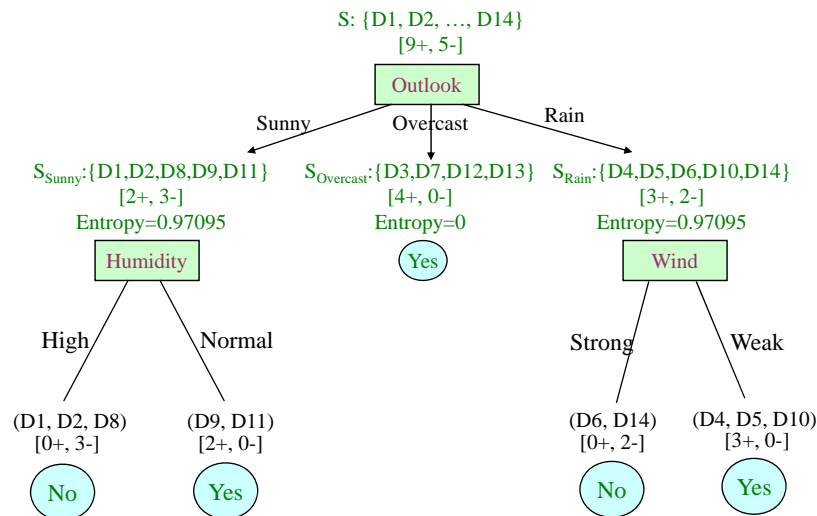 S: {D1, D2, …, D14}
[9+, 5-]
Outlook
Sunny
Overcast
Rain
SSunny:{D1,D2,D8,D9,D11}
[2+, 3-]
Entropy=0.97095
SOvercast:{D3,D7,D12,D13}
[4+, 0-]
Entropy=0
SRain:{D4,D5,D6,D10,D14}
[3+, 2-]
Entropy=0.97095
Humidity
Yes
Wind
High
Normal
Strong
Weak
(D1, D2, D8)
[0+, 3-]
(D9, D11)
[2+, 0-]
(D6, D14)
[0+, 2-]
(D4, D5, D10)
[3+, 0-]
No
Yes
No
Yes